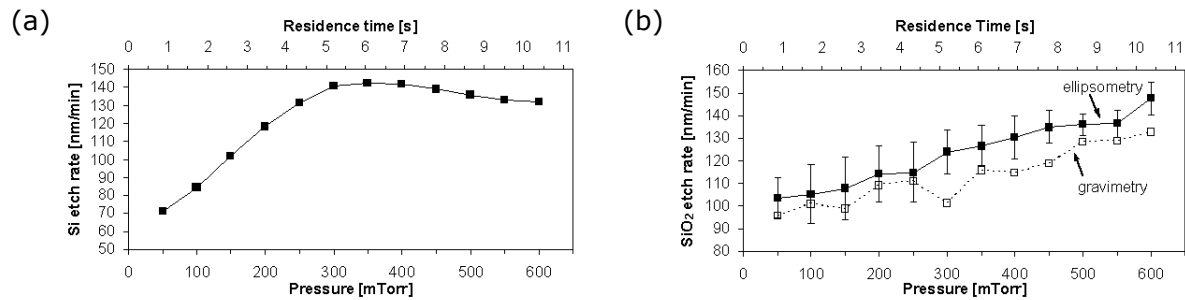 (a)
Residence time [s]
0 1 2 3 4 5 6 7 8 9 10 11
Si etch rate [nm/min]
150
140
130
120
110
100
90
80
70
60
50
0 100 200 300 400 500 600
Pressure [mTorr]
(b)
Residence Time [s]
0 1 2 3 4 5 6 7 8 9 10 11
SiO₂ etch rate [nm/min]
160
150
140
130
120
110
100
90
80
ellipsometry
gravimetry
0 100 200 300 400 500 600
Pressure [mTorr]